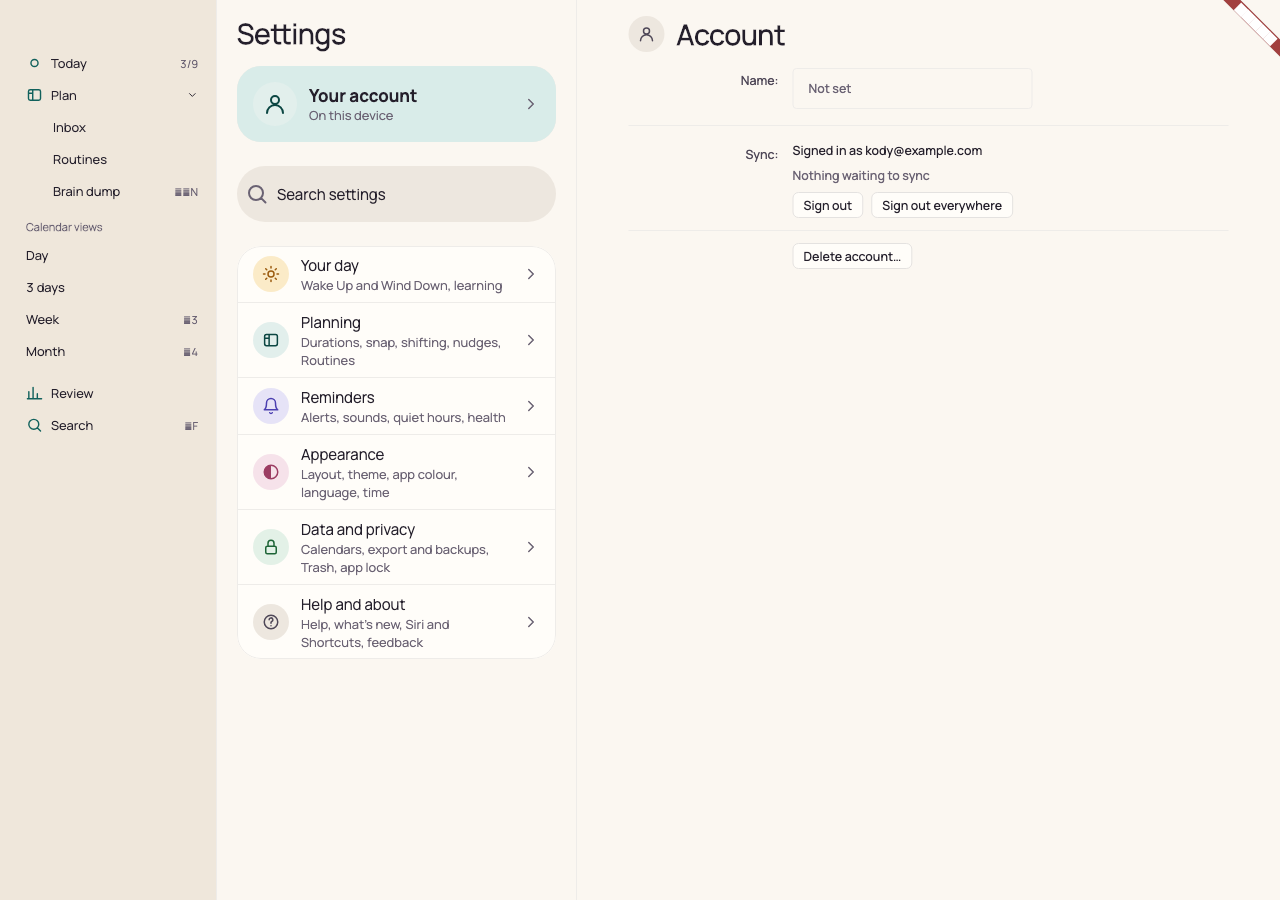 Today 3/9
Plan
Inbox
Routines
Brain dump N
Calendar views
Day
3 days
Week 3
Month 4
Review
Search F
Settings
Your account
On this device
Search settings
Your day
Wake Up and Wind Down, learning
Planning
Durations, snap, shifting, nudges,
Routines
Reminders
Alerts, sounds, quiet hours, health
Appearance
Layout, theme, app colour,
language, time
Data and privacy
Calendars, export and backups,
Trash, app lock
Help and about
Help, what's new, Siri and
Shortcuts, feedback
Account
Name: Not set
Sync: Signed in as kody@example.com
Nothing waiting to sync
Sign out Sign out everywhere
Delete account...